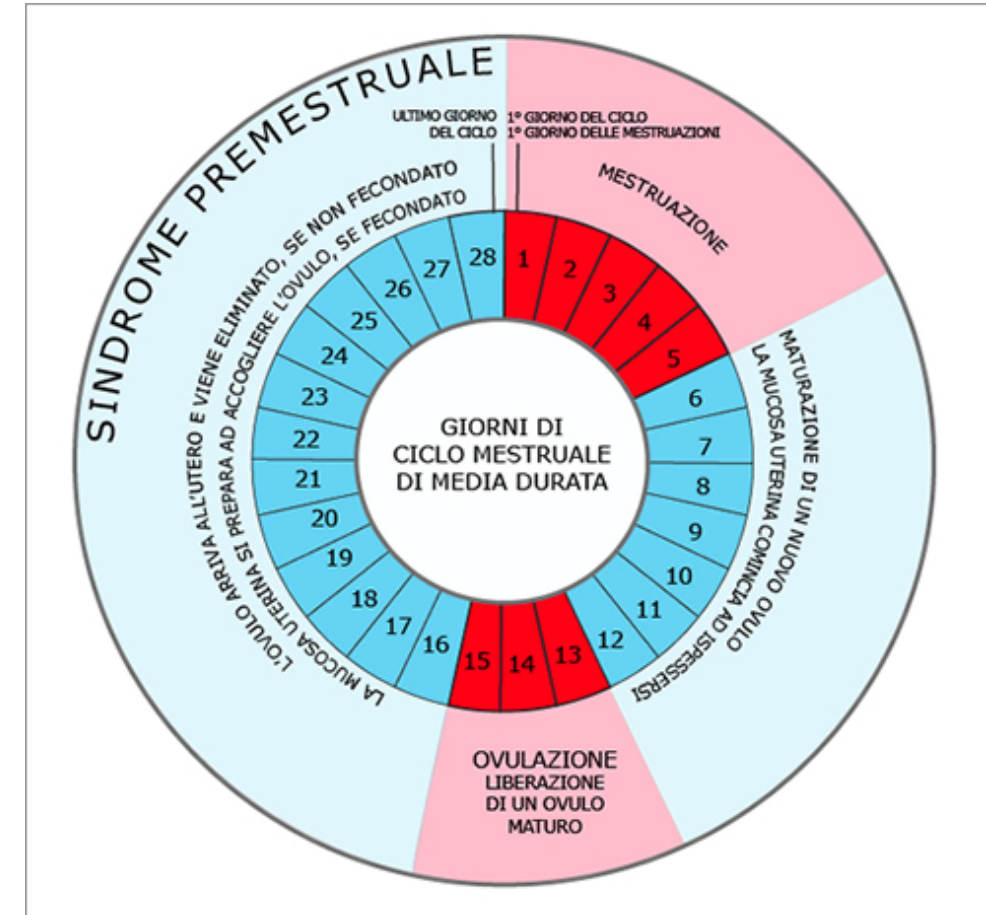 SINDROME PREMESTRUALE
ULTIMO GIORNO
DEL CICLO
1º GIORNO DEL CICLO
1º GIORNO DELLE MESTRUAZIONI
MESTRUAZIONE
MATURAZIONE DI UN NUOVO OVULO
LA MUCOSA UTERINA COMINCIA AD ISPESSERSI
OVULAZIONE
LIBERAZIONE
DI UN OVULO
MATURO
L'OVULO ARRIVA ALL'UTERO E VIENE ELIMINATO, SE NON FECONDATO
LA MUCOSA UTERINA SI PREPARA AD ACCOGLIERE L'OVULO, SE FECONDATO
1
2
3
4
5
6
7
8
9
10
11
12
13
14
15
16
17
18
19
20
21
22
23
24
25
26
27
28
GIORNI DI
CICLO MESTRUALE
DI MEDIA DURATA